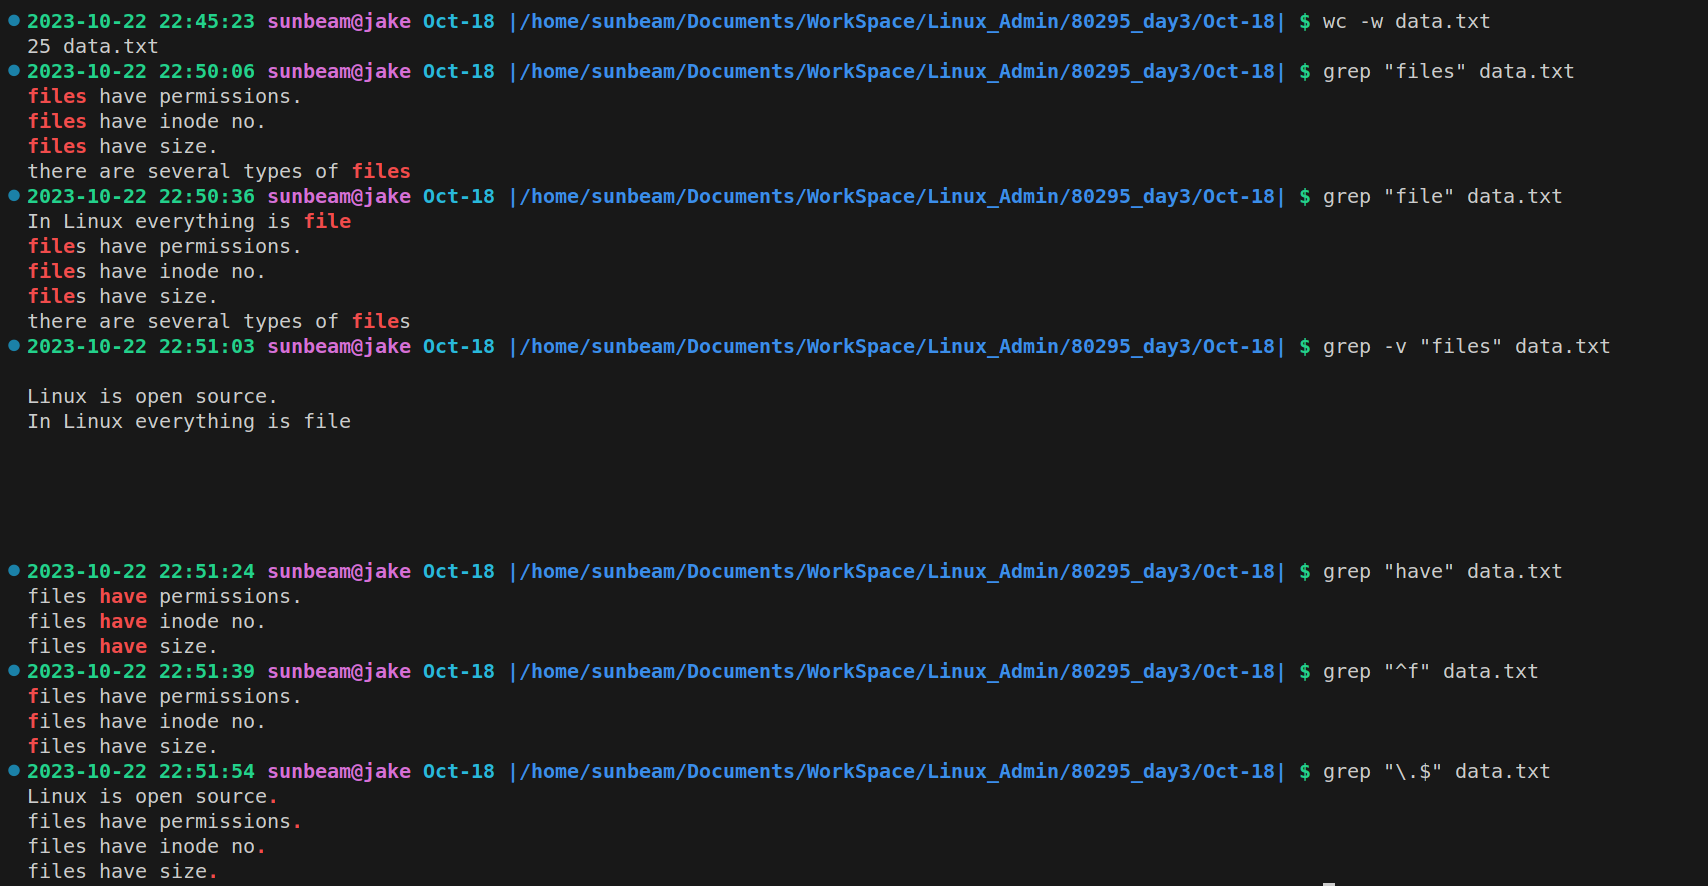 2023-10-22 22:45:23 sunbeam@jake Oct-18 |/home/sunbeam/Documents/WorkSpace/Linux_Admin/80295_day3/Oct-18| $ wc -w data.txt
25 data.txt
2023-10-22 22:50:06 sunbeam@jake Oct-18 |/home/sunbeam/Documents/WorkSpace/Linux_Admin/80295_day3/Oct-18| $ grep "files" data.txt
files have permissions.
files have inode no.
files have size.
there are several types of files
2023-10-22 22:50:36 sunbeam@jake Oct-18 |/home/sunbeam/Documents/WorkSpace/Linux_Admin/80295_day3/Oct-18| $ grep "file" data.txt
In Linux everything is file
files have permissions.
files have inode no.
files have size.
there are several types of files
2023-10-22 22:51:03 sunbeam@jake Oct-18 |/home/sunbeam/Documents/WorkSpace/Linux_Admin/80295_day3/Oct-18| $ grep -v "files" data.txt
Linux is open source.
In Linux everything is file
2023-10-22 22:51:24 sunbeam@jake Oct-18 |/home/sunbeam/Documents/WorkSpace/Linux_Admin/80295_day3/Oct-18| $ grep "have" data.txt
files have permissions.
files have inode no.
files have size.
2023-10-22 22:51:39 sunbeam@jake Oct-18 |/home/sunbeam/Documents/WorkSpace/Linux_Admin/80295_day3/Oct-18| $ grep "^f" data.txt
files have permissions.
files have inode no.
files have size.
2023-10-22 22:51:54 sunbeam@jake Oct-18 |/home/sunbeam/Documents/WorkSpace/Linux_Admin/80295_day3/Oct-18| $ grep "\.$" data.txt
Linux is open source.
files have permissions.
files have inode no.
files have size.